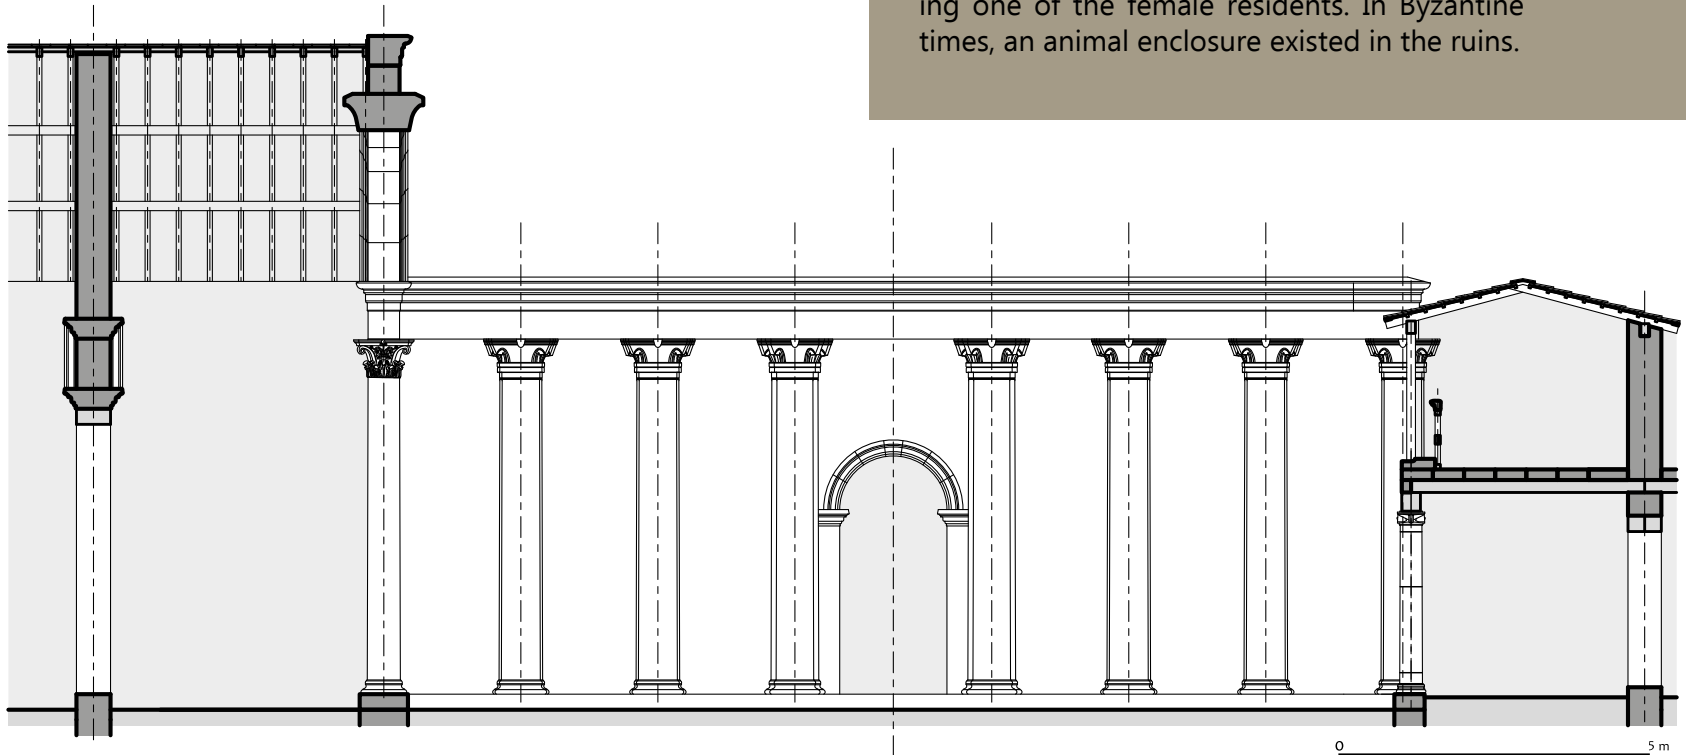 ing one of the female residents. In Byzantine
times, an animal enclosure existed in the ruins.
0 5 m